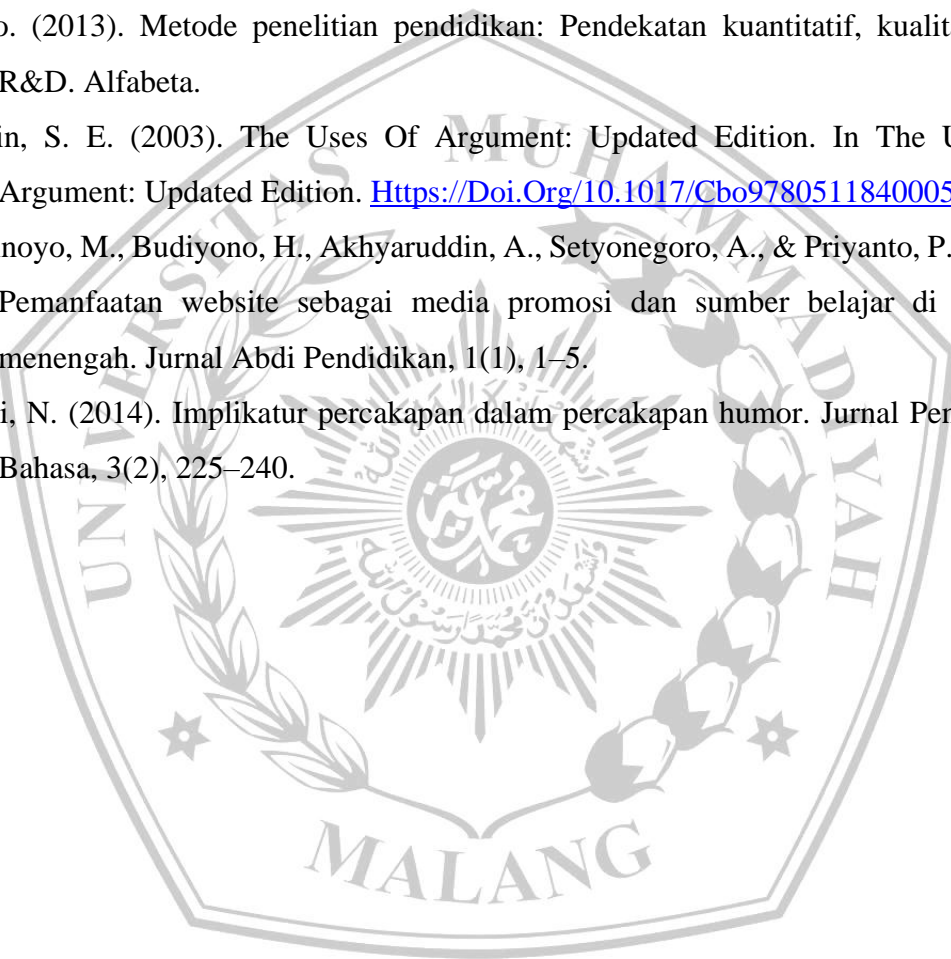 o. (2013). Metode penelitian pendidikan: Pendekatan kuantitatif, kualit
R&D. Alfabeta.
in, S. E. (2003). The Uses Of Argument: Updated Edition. In The U
Argument: Updated Edition. Https://Doi.Org/10.1017/Cbo9780511840005
noyo, M., Budiyono, H., Akhyaruddin, A., Setyonegoro, A., & Priyanto, P.
Pemanfaatan website sebagai media promosi dan sumber belajar di
menengah. Jurnal Abdi Pendidikan, 1(1), 1–5.
i, N. (2014). Implikatur percakapan dalam percakapan humor. Jurnal Pen
Bahasa, 3(2), 225–240.
UNIVERSITAS MUHAMMADIYAH
MALANG